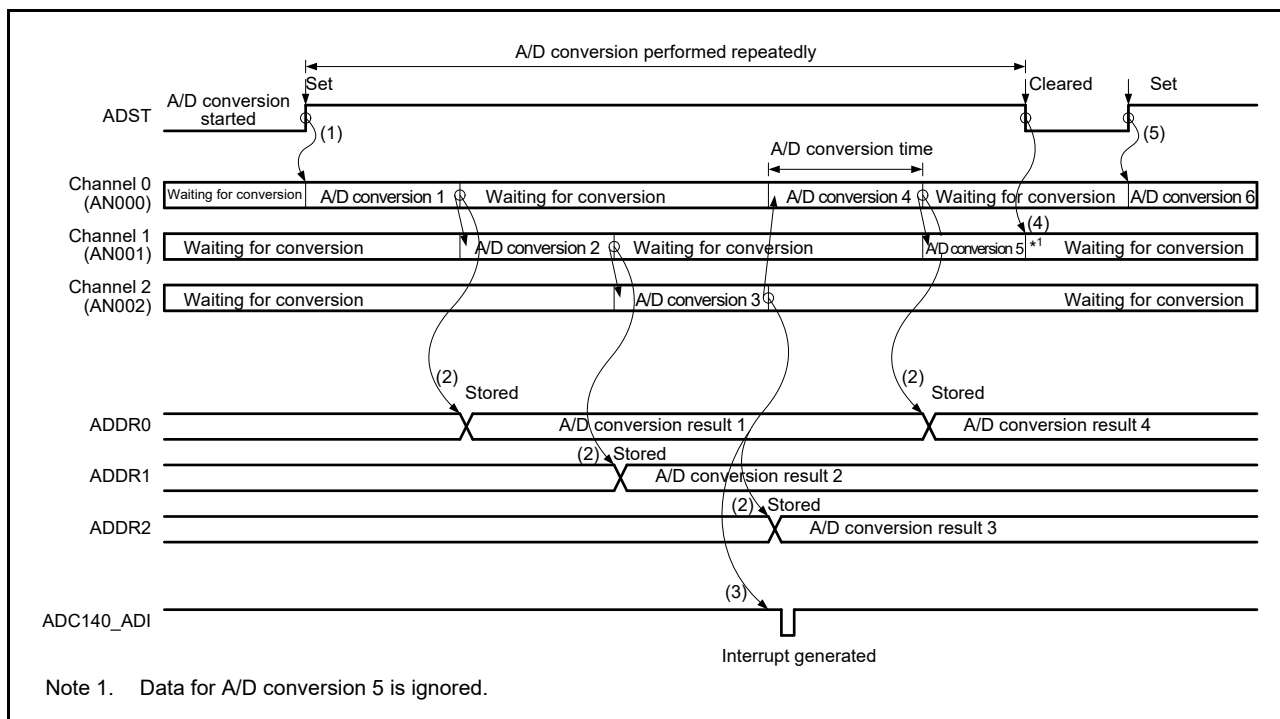 A/D conversion performed repeatedly
Set
Cleared
Set
ADST
A/D conversion
started
(1)
(5)
A/D conversion time
Channel 0
(AN000)
Waiting for conversion
A/D conversion 1
Waiting for conversion
A/D conversion 4
Waiting for conversion
A/D conversion 6
(4)
Channel 1
(AN001)
Waiting for conversion
A/D conversion 2
Waiting for conversion
A/D conversion 5
*1
Waiting for conversion
Channel 2
(AN002)
Waiting for conversion
A/D conversion 3
Waiting for conversion
(2)
Stored
(2)
Stored
ADDR0
A/D conversion result 1
A/D conversion result 4
(2)
Stored
ADDR1
A/D conversion result 2
(2)
Stored
ADDR2
A/D conversion result 3
(3)
ADC140_ADI
Interrupt generated
Note 1. Data for A/D conversion 5 is ignored.